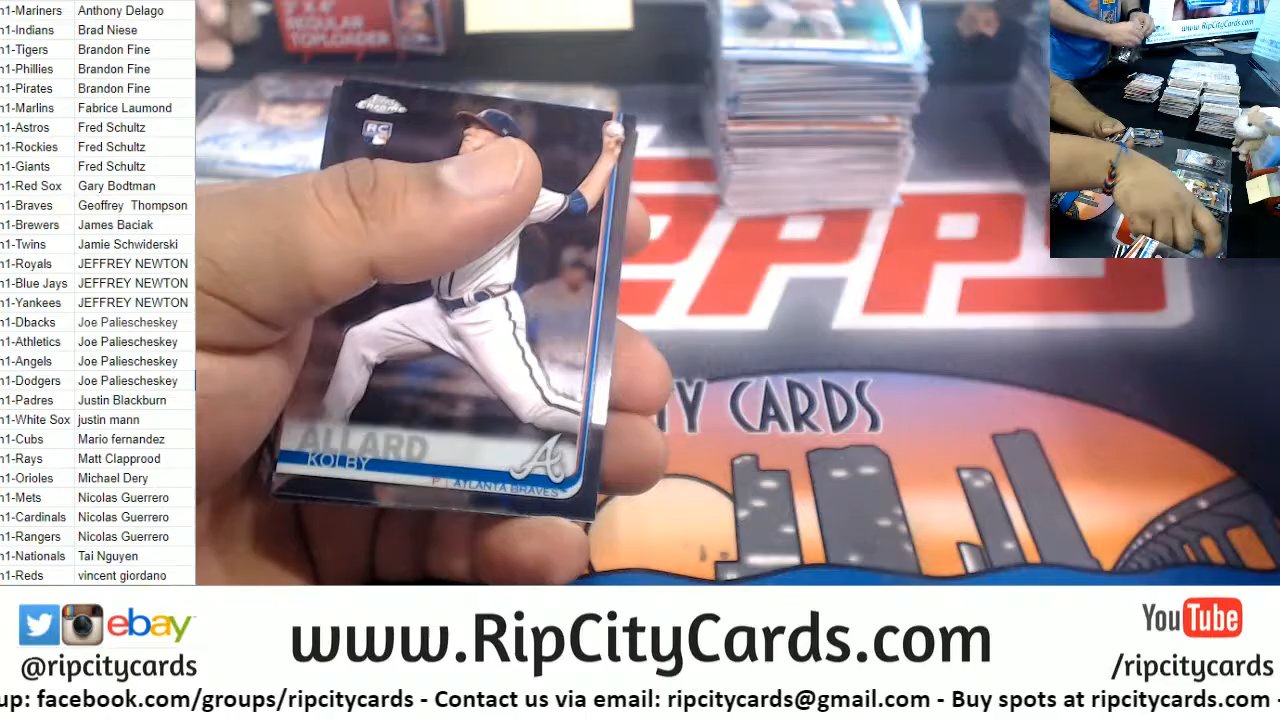 n1-Mariners Anthony Delago
n1-Indians Brad Niese
n1-Tigers Brandon Fine
n1-Phillies Brandon Fine
n1-Pirates Brandon Fine
n1-Marlins Fabrice Laumond
n1-Astros Fred Schultz
n1-Rockies Fred Schultz
n1-Giants Fred Schultz
n1-Red Sox Gary Bodtman
n1-Braves Geoffrey Thompson
n1-Brewers James Baciak
n1-Twins Jamie Schwiderski
n1-Royals JEFFREY NEWTON
n1-Blue Jays JEFFREY NEWTON
n1-Yankees JEFFREY NEWTON
n1-Dbacks Joe Paliescheskey
n1-Athletics Joe Paliescheskey
n1-Angels Joe Paliescheskey
n1-Dodgers Joe Paliescheskey
n1-Padres Justin Blackburn
n1-White Sox justin mann
n1-Cubs Mario fernandez
n1-Rays Matt Clapprood
n1-Orioles Michael Dery
n1-Mets Nicolas Guerrero
n1-Cardinals Nicolas Guerrero
n1-Rangers Nicolas Guerrero
n1-Nationals Tai Nguyen
n1-Reds vincent giordano
3" X 4"
REGULAR
TOPLOADER
Topps
Chrome
RC
ALLARD
KOLBY
P | ATLANTA BRAVES
TOPPS
TY CARDS
ebay
@ripcitycards
www.RipCityCards.com
YouTube
/ripcitycards
up: facebook.com/groups/ripcitycards - Contact us via email: ripcitycards@gmail.com - Buy spots at ripcitycards.com -